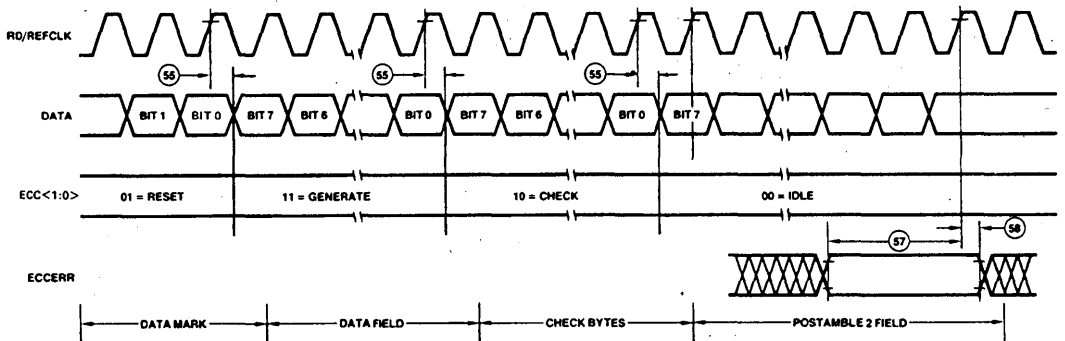 RD/REFCLK
55 55 55
DATA BIT 1 BIT 0 BIT 7 BIT 6 BIT 0 BIT 7 BIT 6 BIT 0 BIT 7
ECC<1:0> 01 = RESET 11 = GENERATE 10 = CHECK 00 = IDLE
57 58
ECCERR
DATA MARK DATA FIELD CHECK BYTES POSTAMBLE 2 FIELD